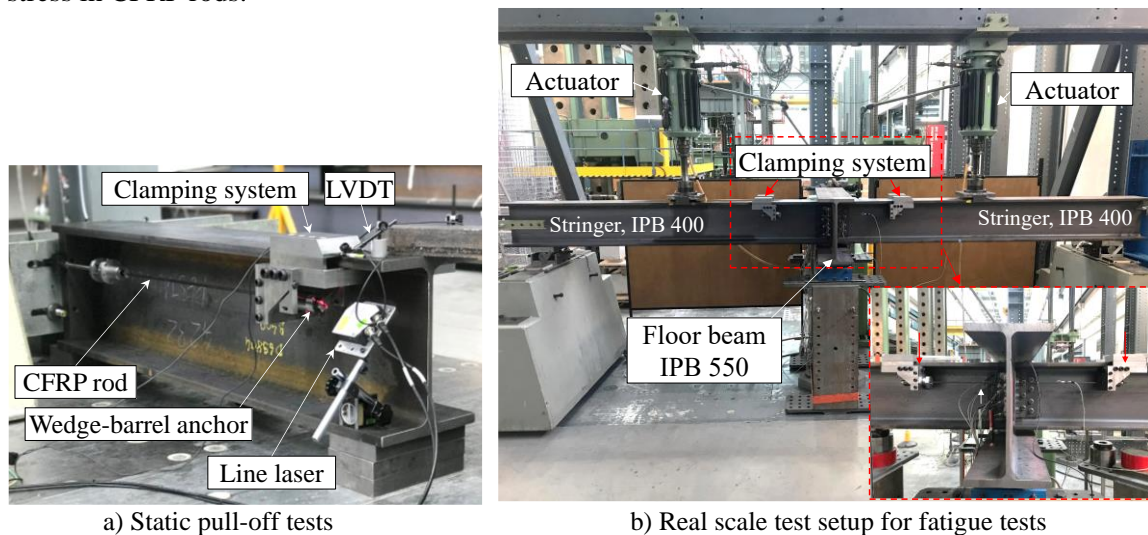 stress in CFRP rods.
Clamping system
LVDT
CFRP rod
Wedge-barrel anchor
Line laser
a) Static pull-off tests
Actuator
Actuator
Clamping system
Stringer, IPB 400
Stringer, IPB 400
Floor beam
IPB 550
b) Real scale test setup for fatigue tests